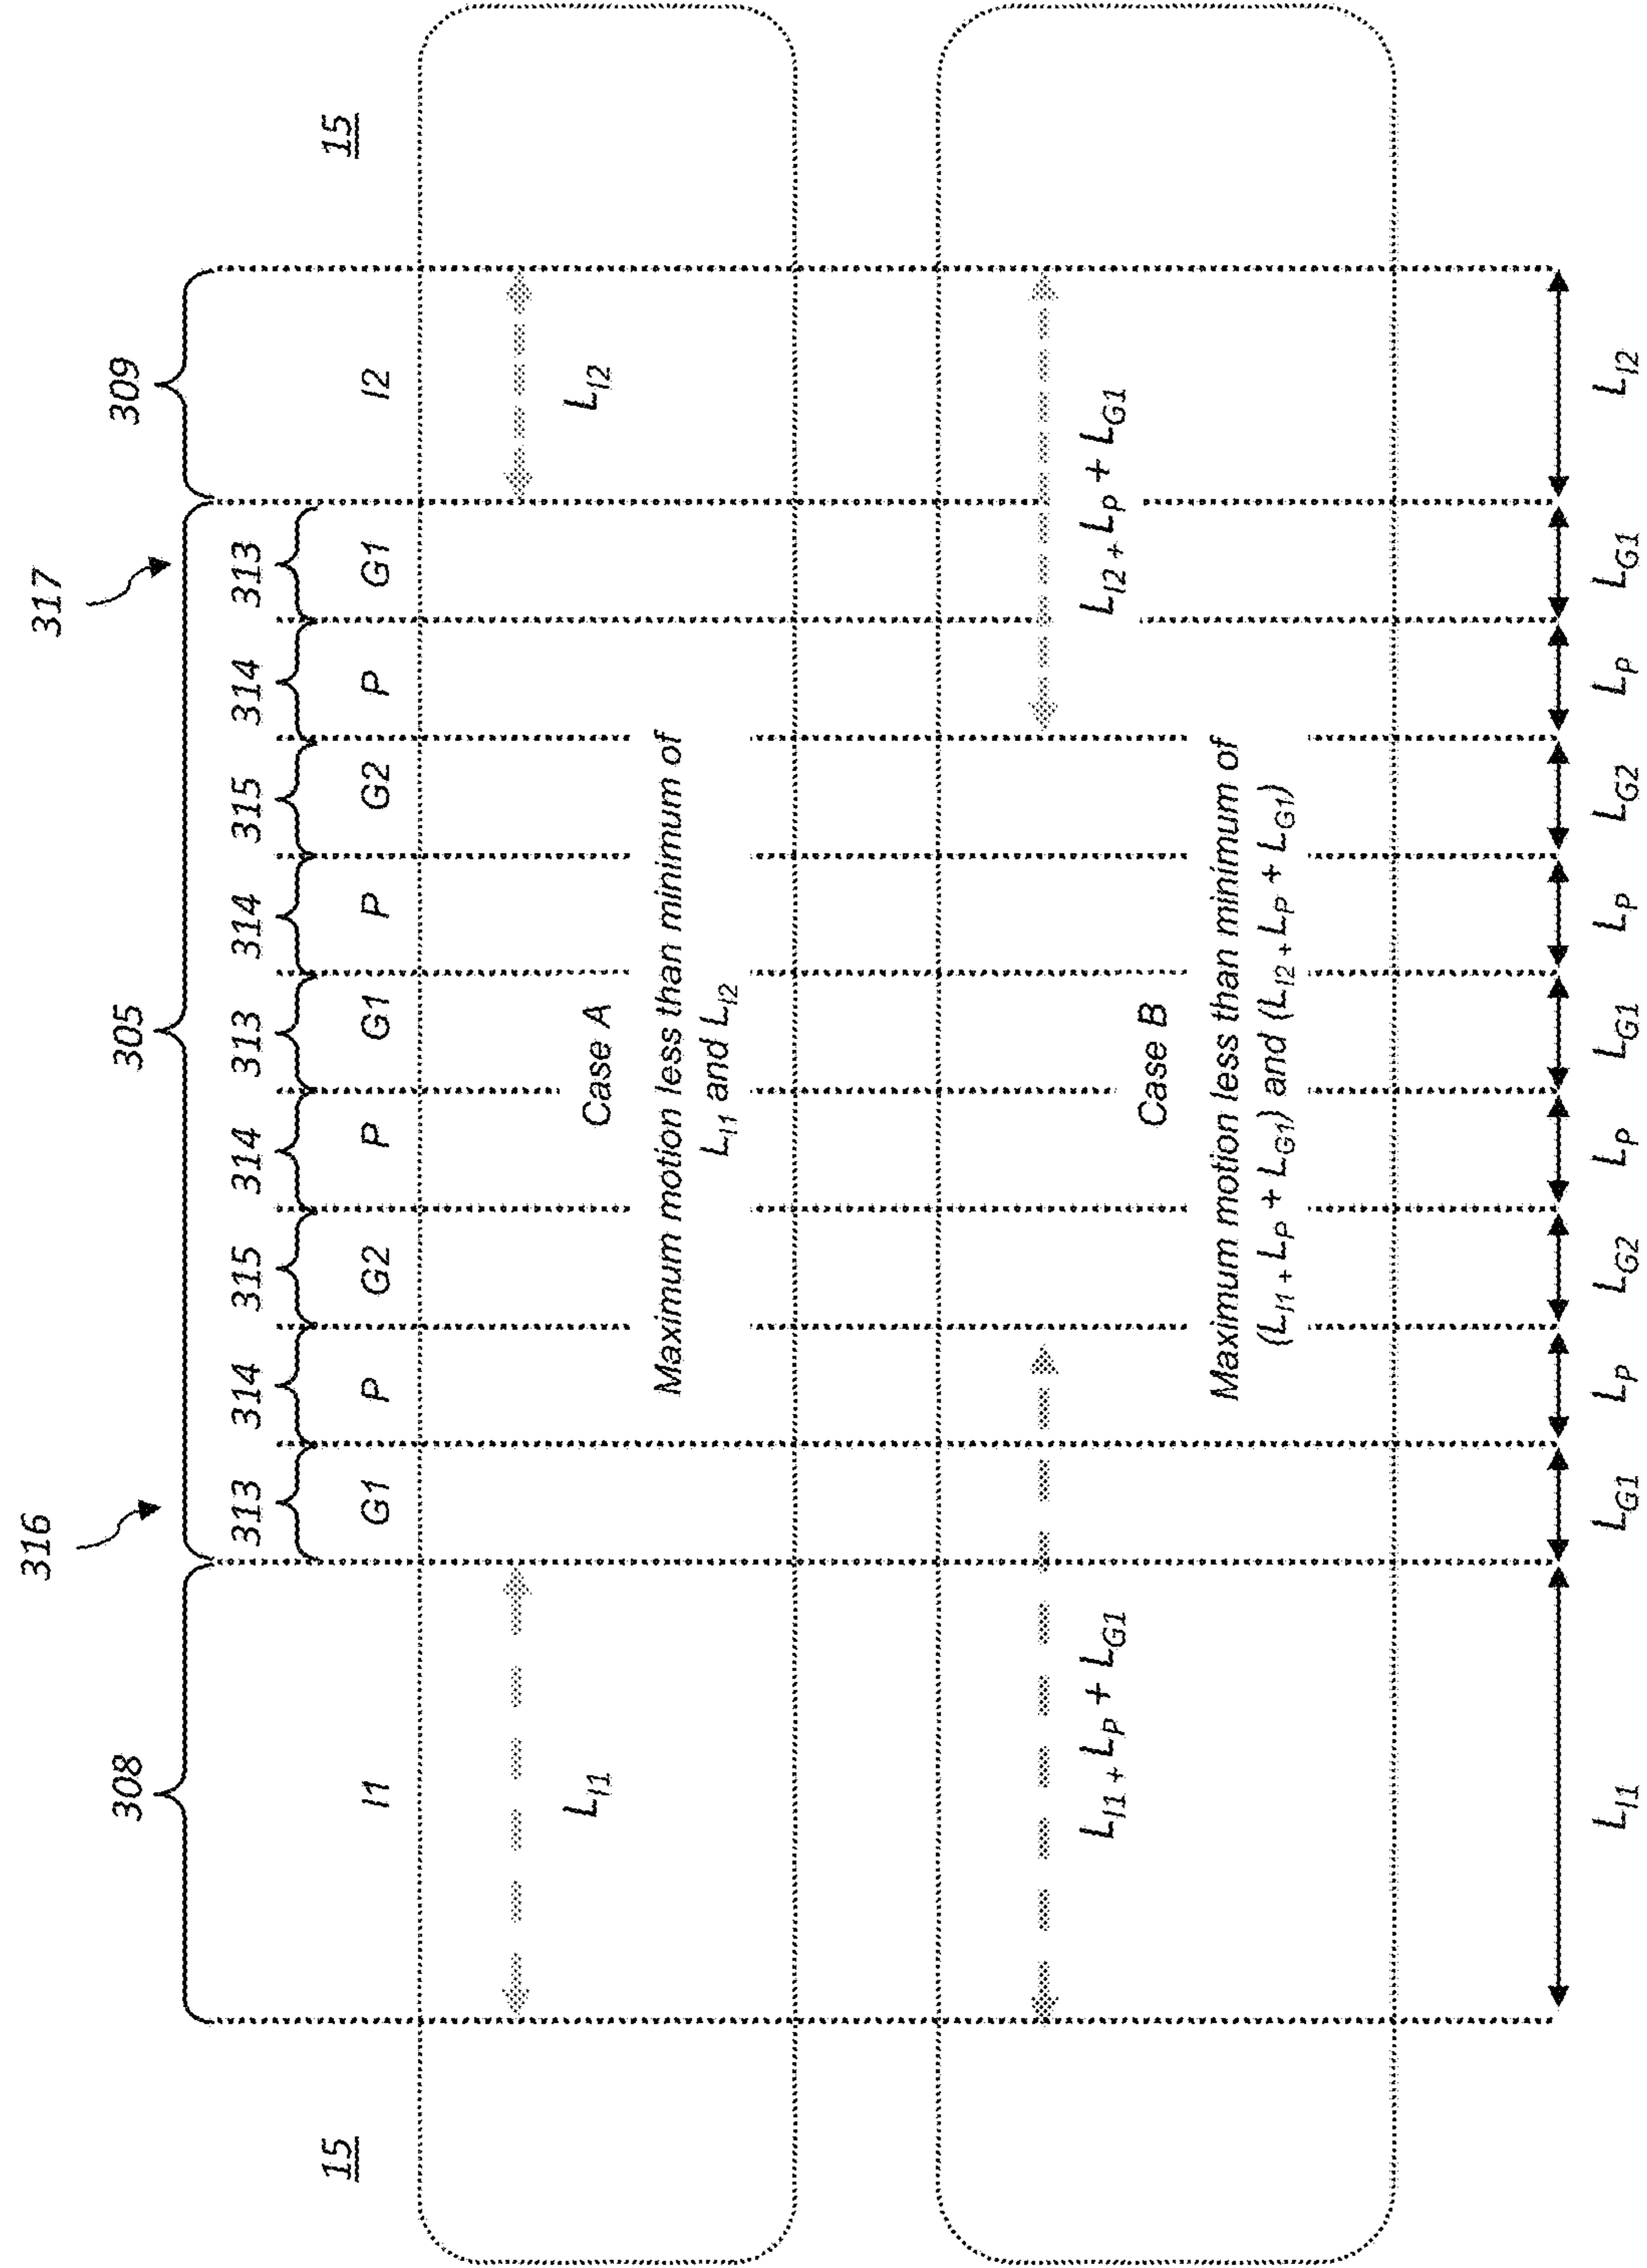 316
317
308
305
309
313
314
315
314
313
314
315
314
313
15
I1
G1
P
G2
P
G1
P
G2
P
G1
I2
15
L_I1
L_I2
Case A
Maximum motion less than minimum of
L_I1 and L_I2
L_I1 + L_P + L_G1
L_I2 + L_P + L_G1
Case B
Maximum motion less than minimum of
(L_I1 + L_P + L_G1) and (L_I2 + L_P + L_G1)
L_I1
L_G1
L_P
L_G2
L_P
L_G1
L_P
L_G2
L_P
L_G1
L_I2